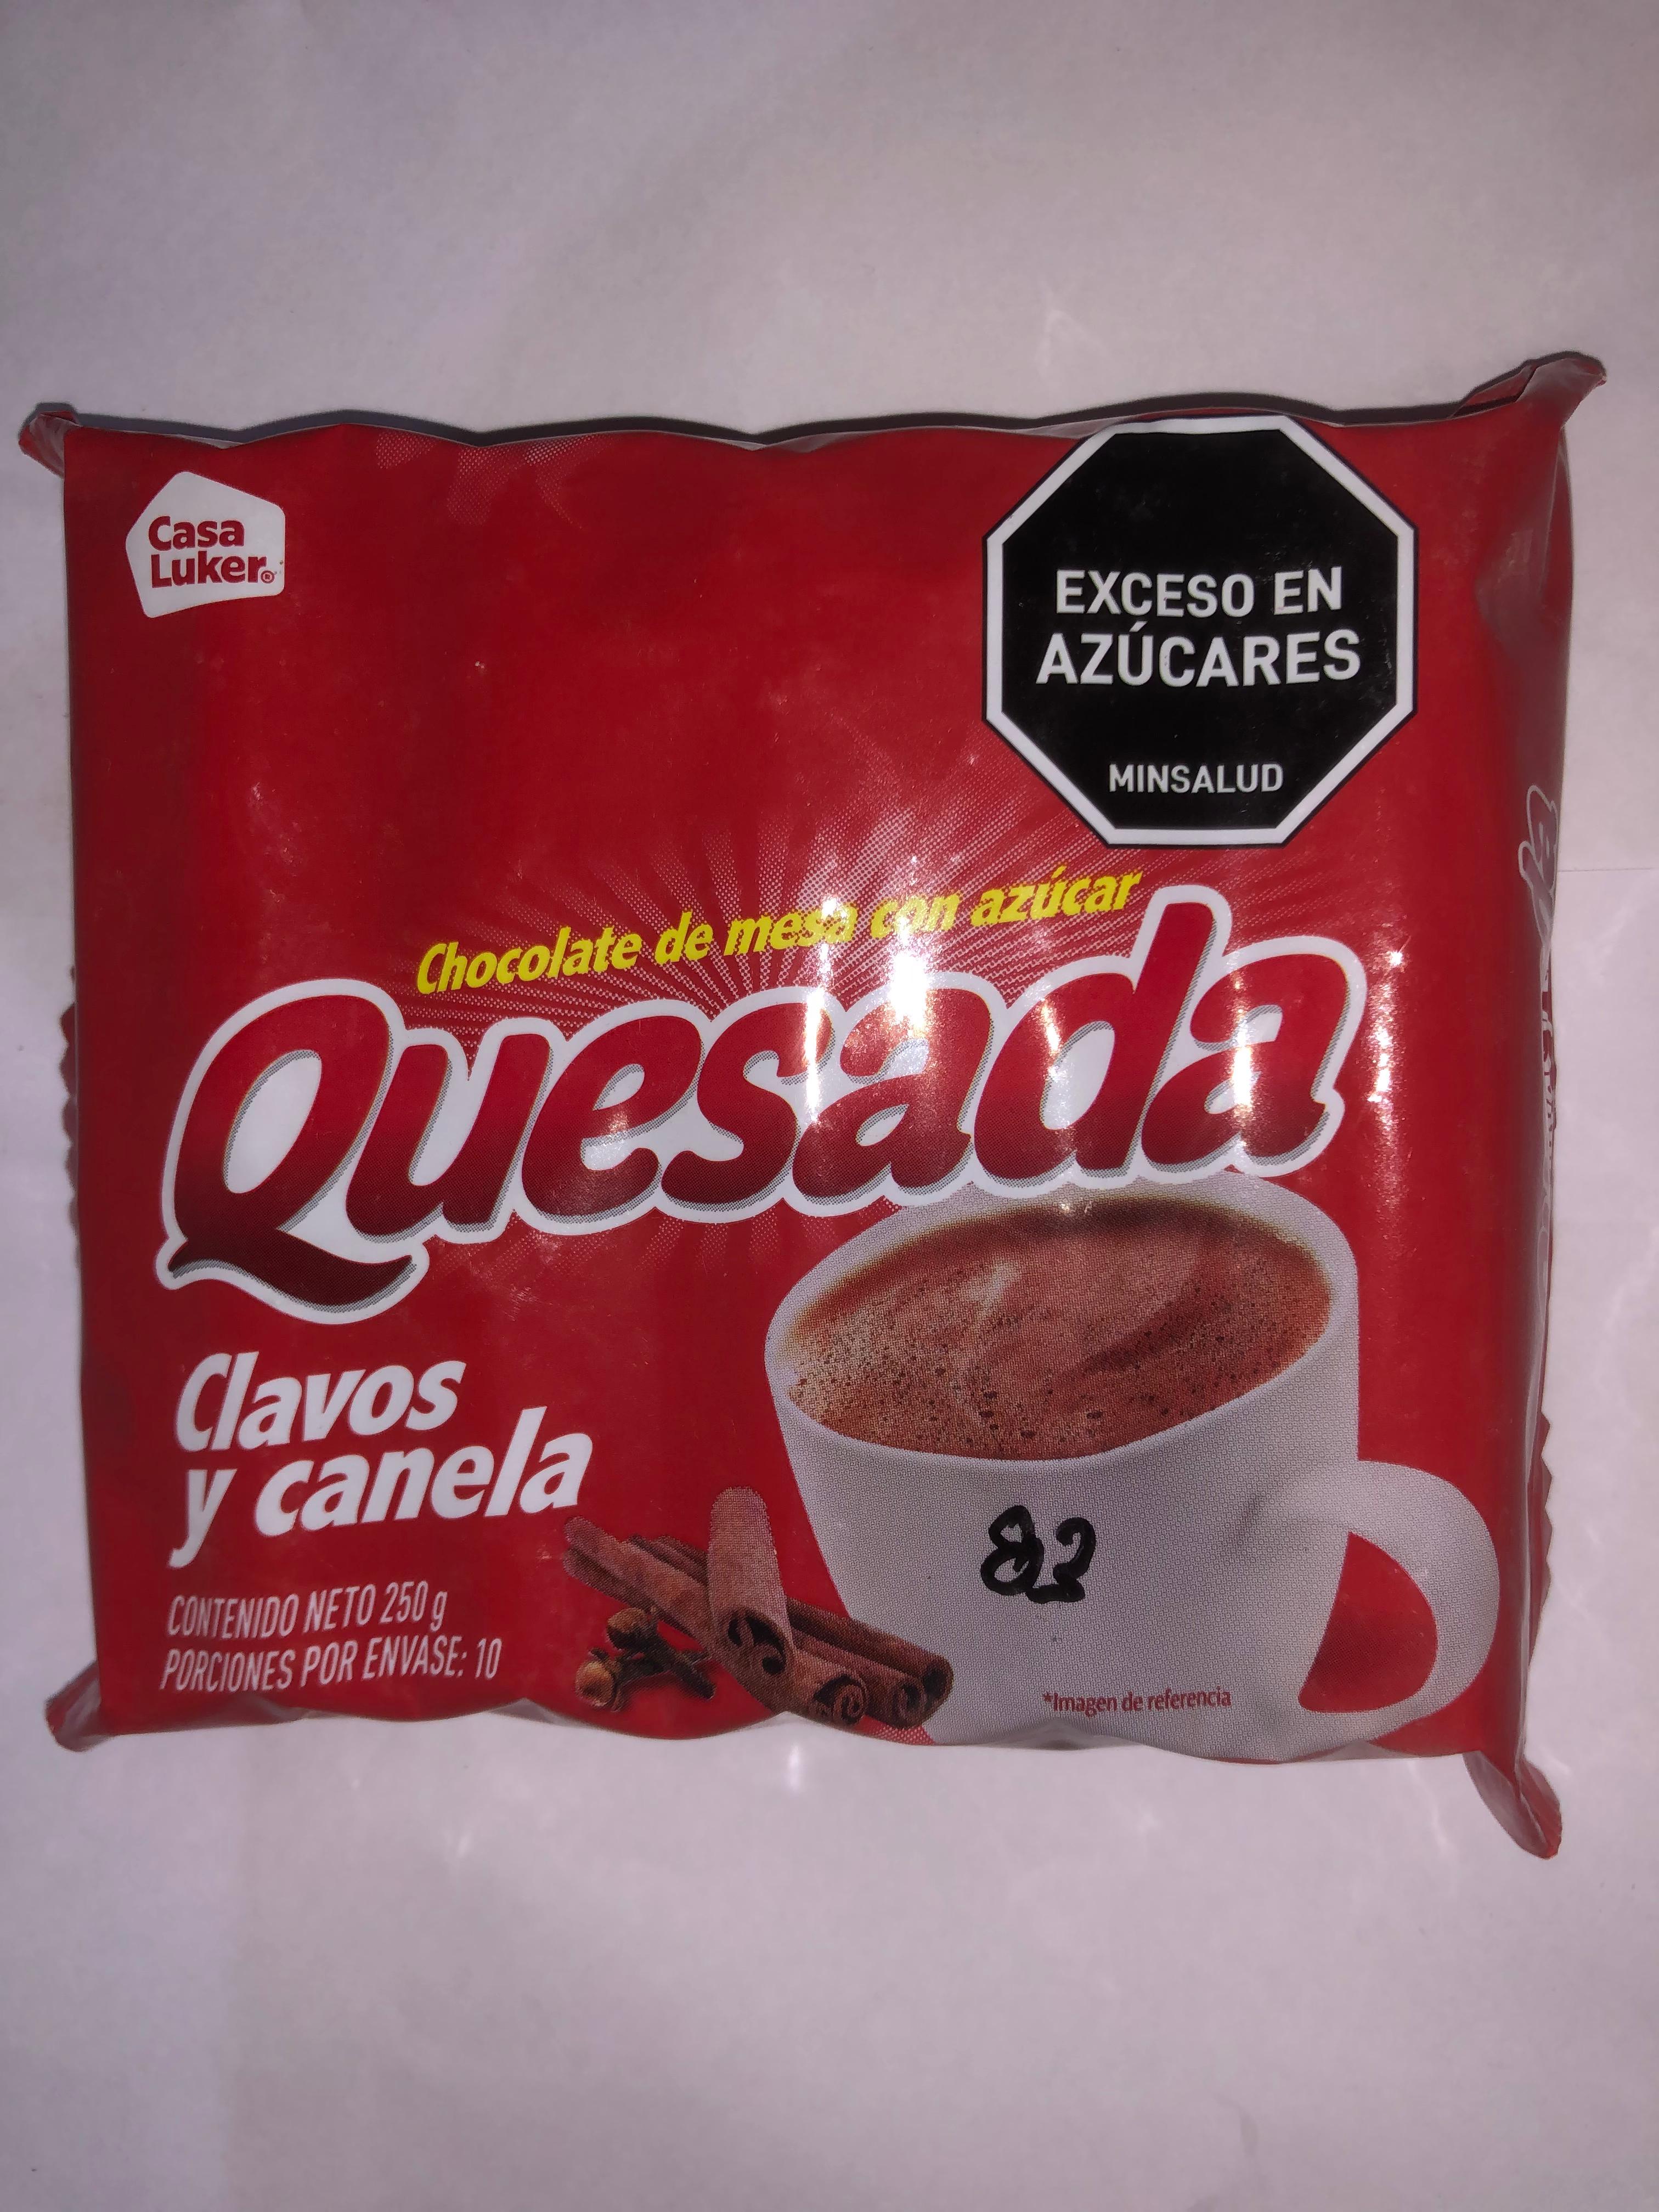 Casa
Luker®
EXCESO EN
AZÚCARES
MINSALUD
Chocolate de mesa con azúcar
Quesada
Clavos
y canela
CONTENIDO NETO 250 g
PORCIONES POR ENVASE: 10
*Imagen de referencia